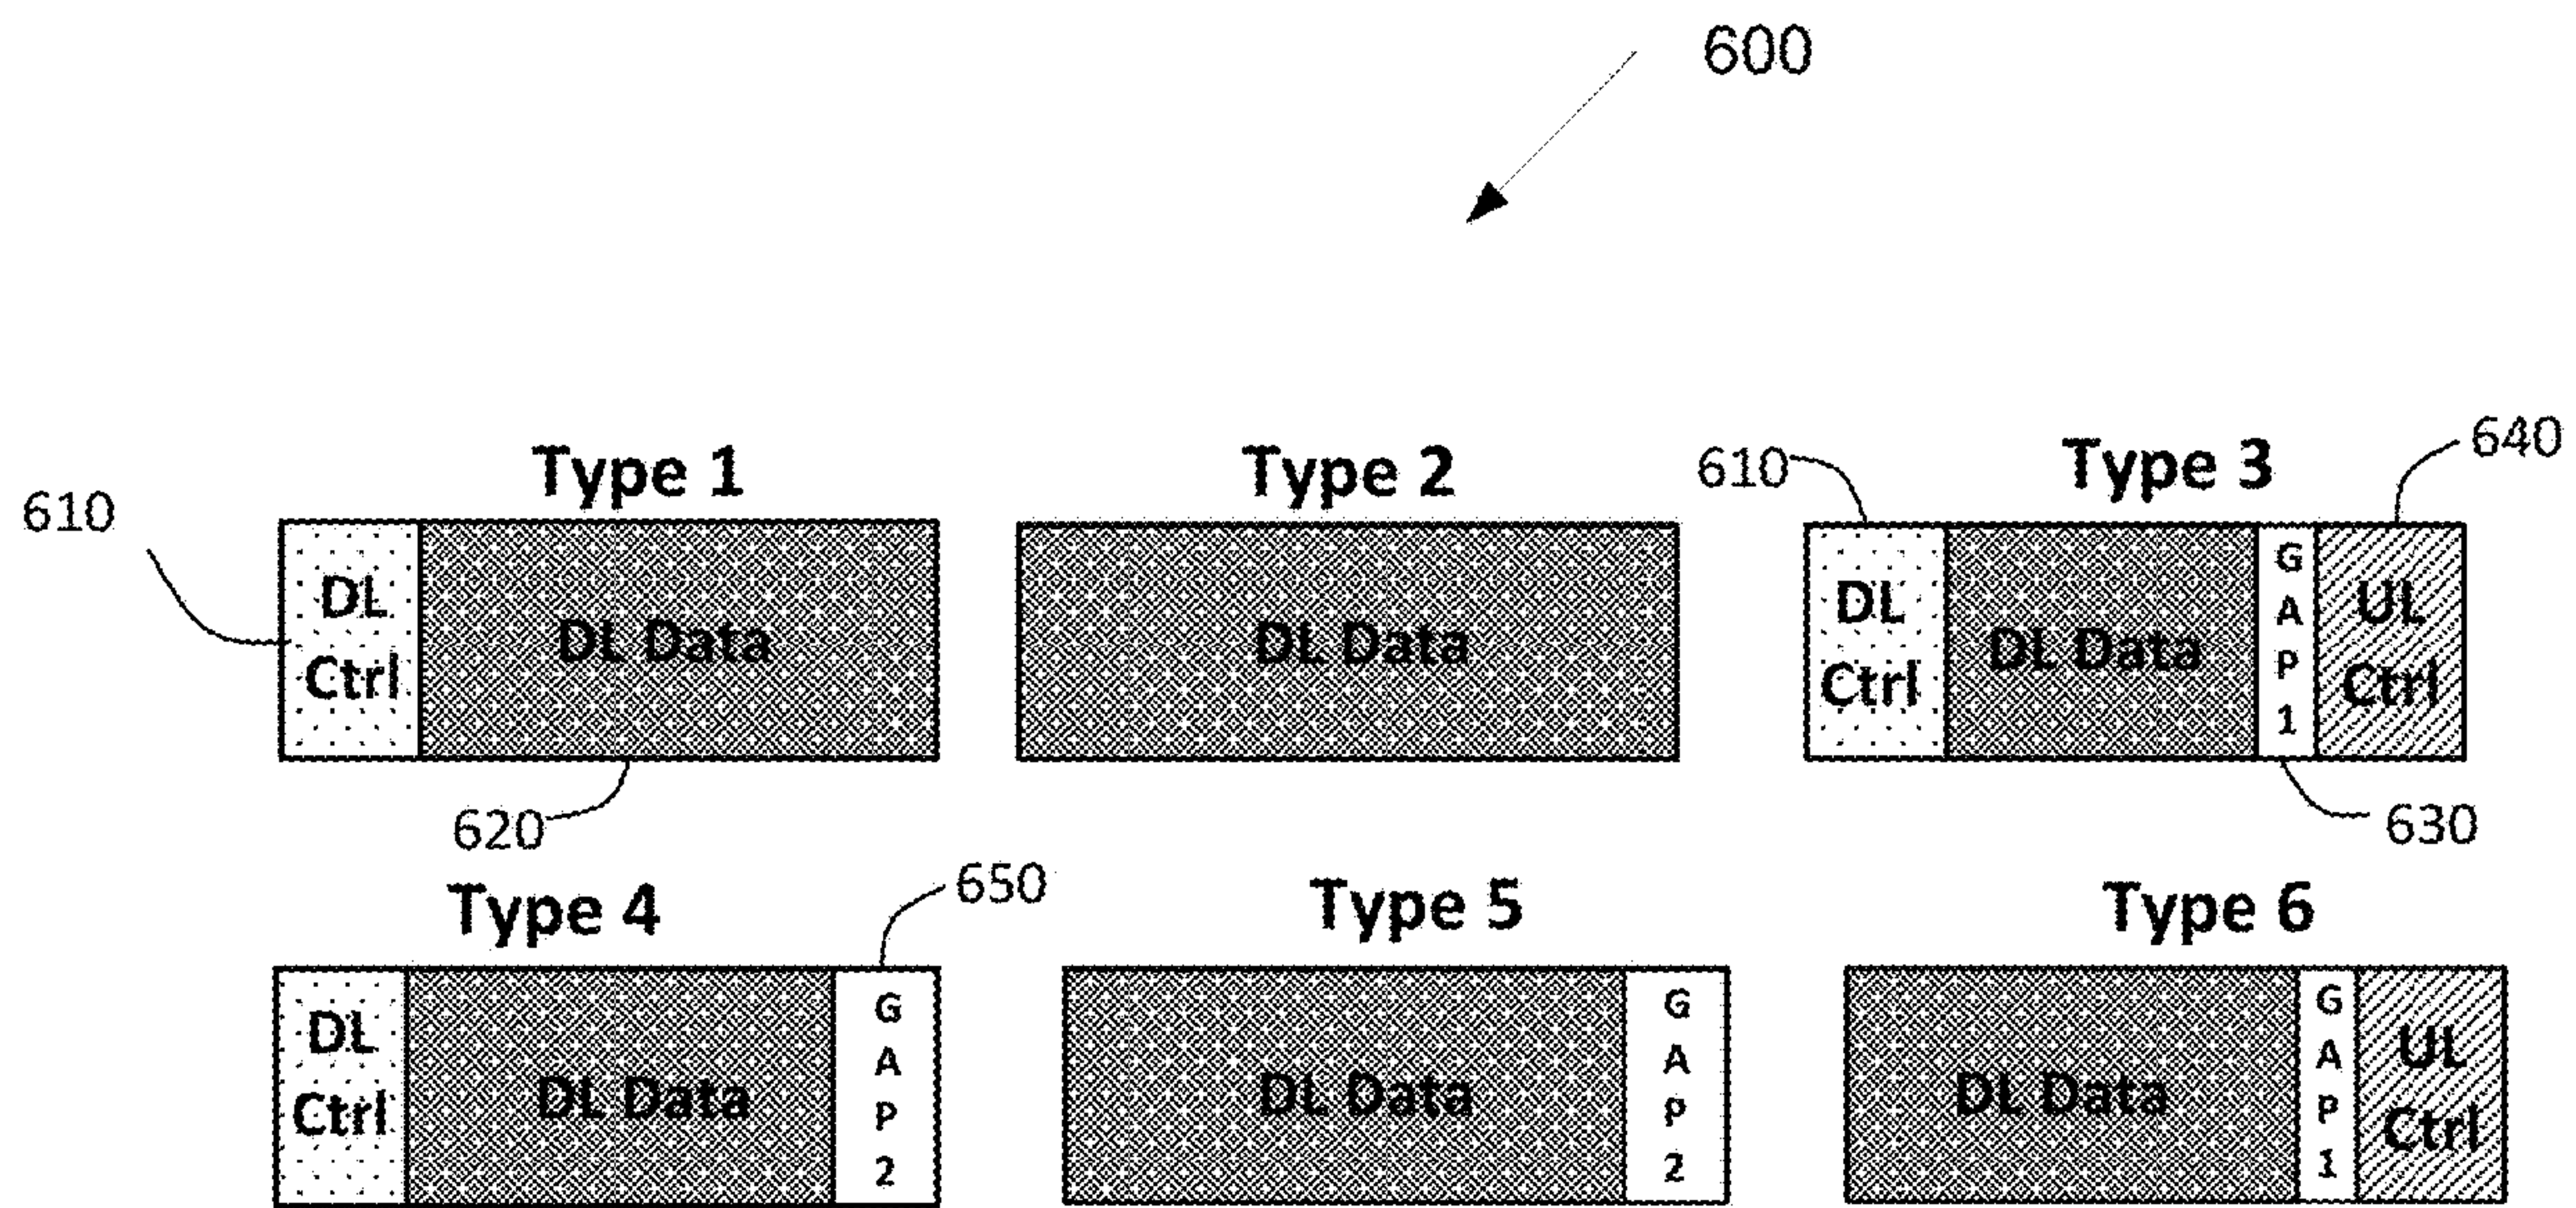 600
Type 1
Type 2
Type 3
610
610
640
DL
Ctrl
DL Data
DL Data
DL
Ctrl
DL Data
G
A
P
1
UL
Ctrl
620
630
Type 4
650
Type 5
Type 6
DL
Ctrl
DL Data
G
A
P
2
DL Data
G
A
P
2
DL Data
G
A
P
1
UL
Ctrl